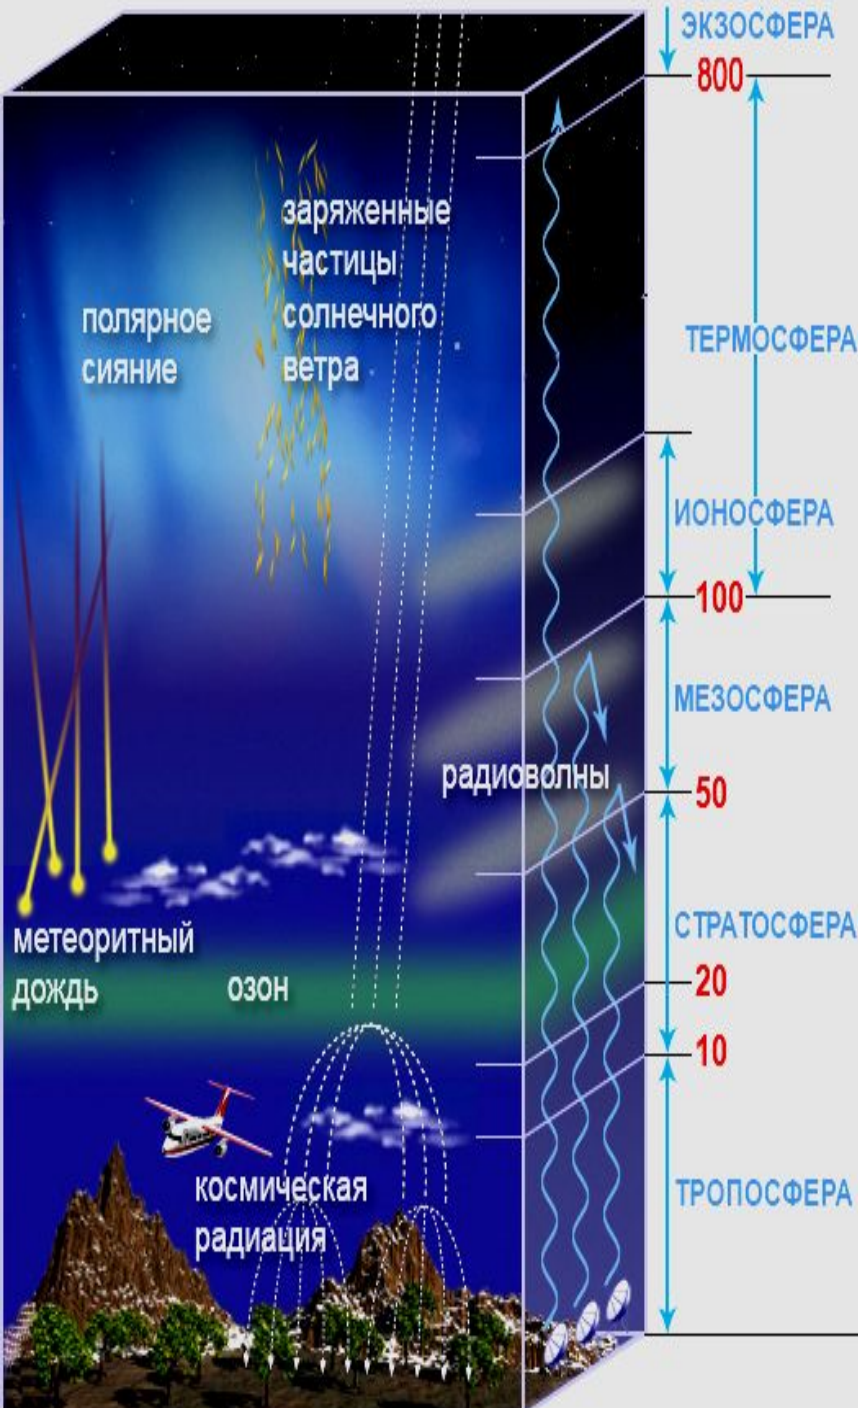 ЭКЗОСФЕРА
800
заряженные
частицы
солнечного
ветра
полярное
сияние
ТЕРМОСФЕРА
ИОНОСФЕРА
100
МЕЗОСФЕРА
радиоволны
50
СТРАТОСФЕРА
метеоритный
дождь
озон
20
10
космическая
радиация
ТРОПОСФЕРА